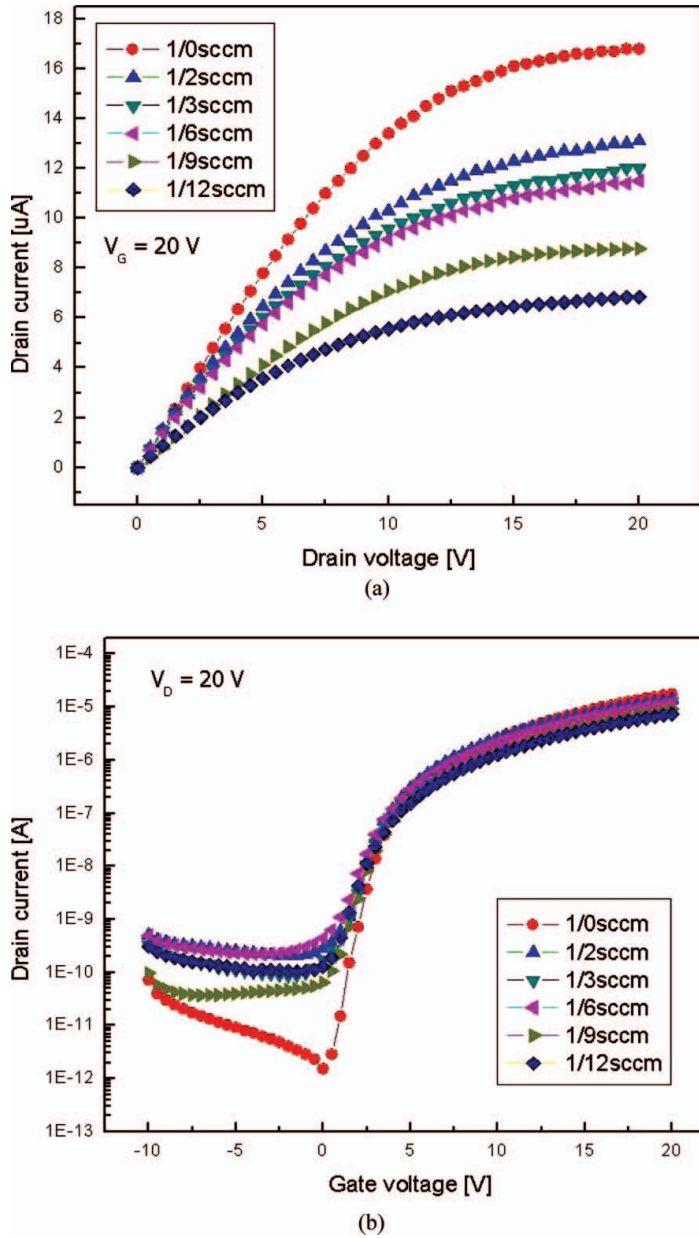 18
16
14
12
10
8
6
4
2
0
Drain current [uA]
1/0sccm
1/2sccm
1/3sccm
1/6sccm
1/9sccm
1/12sccm
VG = 20 V
0
5
10
15
20
Drain voltage [V]
(a)
1E-4
1E-5
1E-6
1E-7
1E-8
1E-9
1E-10
1E-11
1E-12
1E-13
Drain current [A]
VD = 20 V
1/0sccm
1/2sccm
1/3sccm
1/6sccm
1/9sccm
1/12sccm
-10
-5
0
5
10
15
20
Gate voltage [V]
(b)